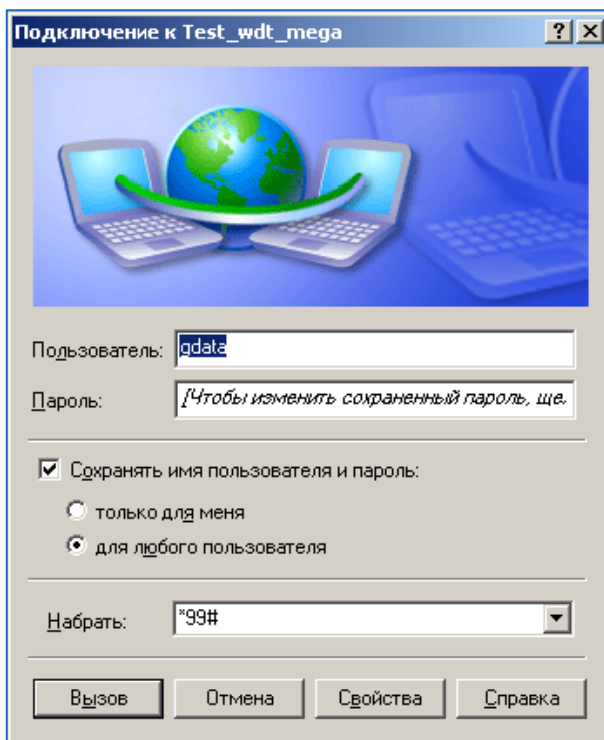 Подключение к Test_wdt_mega
Пользователь: gdata
Пароль: [Чтобы изменить сохраненный пароль, ще.
Сохранять имя пользователя и пароль:
только для меня
для любого пользователя
Набрать: *99#
Вызов Отмена Свойства Справка